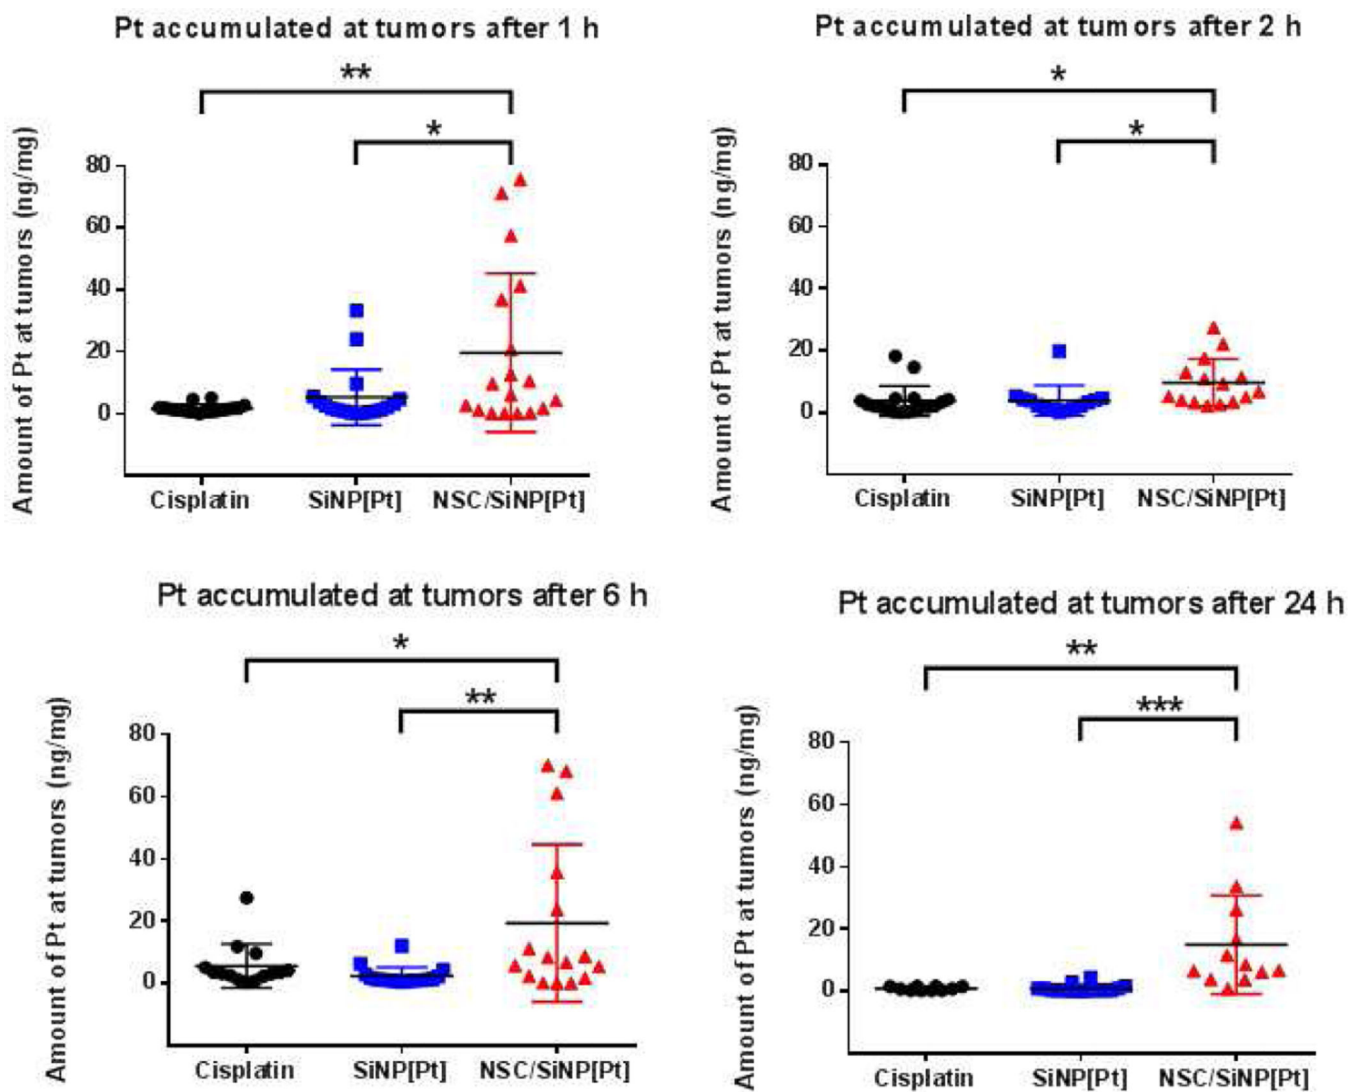 Pt accumulated at tumors after 1 h
**
*
Amount of Pt at tumors (ng/mg)
80
60
40
20
0
Cisplatin SiNP[Pt] NSC/SiNP[Pt]
Pt accumulated at tumors after 2 h
*
*
Amount of Pt at tumors (ng/mg)
80
60
40
20
0
Cisplatin SiNP[Pt] NSC/SiNP[Pt]
Pt accumulated at tumors after 6 h
*
**
Amount of Pt at tumors (ng/mg)
80
60
40
20
0
Cisplatin SiNP[Pt] NSC/SiNP[Pt]
Pt accumulated at tumors after 24 h
**
***
Amount of Pt at tumors (ng/mg)
80
60
40
20
0
Cisplatin SiNP[Pt] NSC/SiNP[Pt]